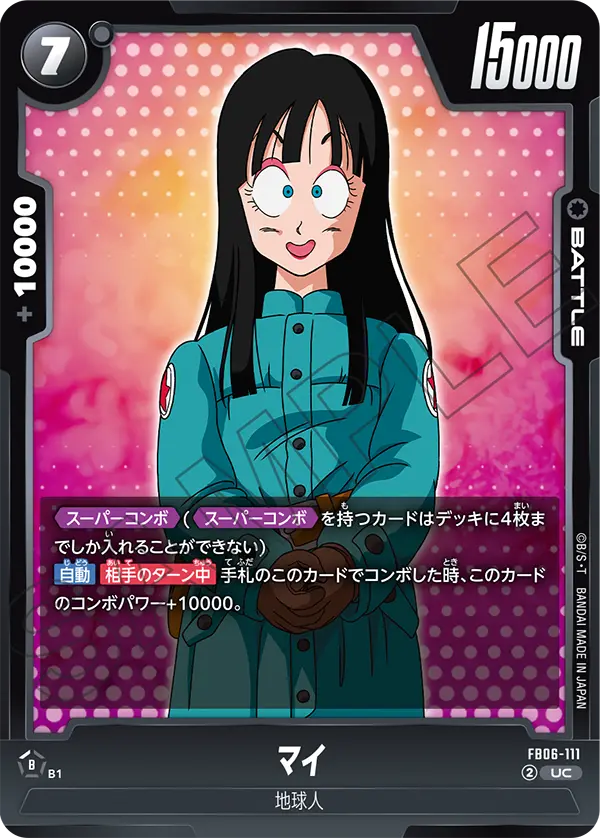 7
15000
+10000
BATTLE
SAMPLE
スーパーコンボ ( スーパーコンボ を持つカードはデッキに4枚ま
でしか入れることができない)
自動 相手のターン中 手札のこのカードでコンボした時、このカード
のコンボパワー+10000。
©B/S・T BANDAI MADE IN JAPAN
マイ
FB06-111
B
B1
② UC
地球人